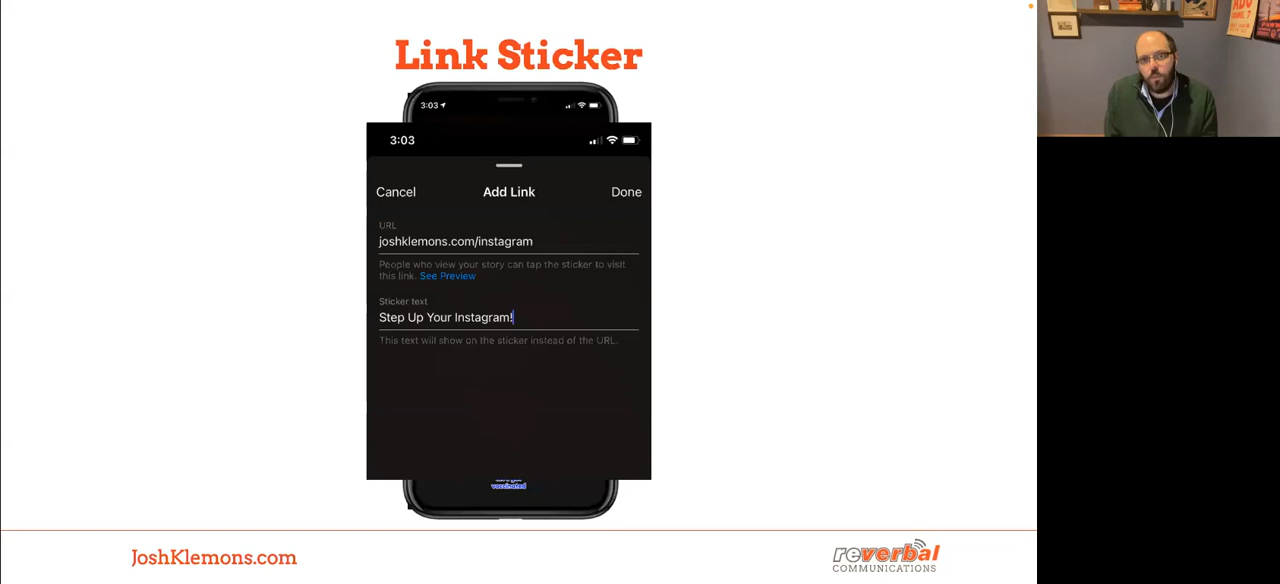 Link Sticker
3:03
3:03
Cancel
Add Link
Done
URL
joshklemons.com/instagram
People who view your story can tap the sticker to visit
this link. See Preview
Sticker text
Step Up Your Instagram!
This text will show on the sticker instead of the URL.
vaccinated
JoshKlemons.com
reverbal
COMMUNICATIONS